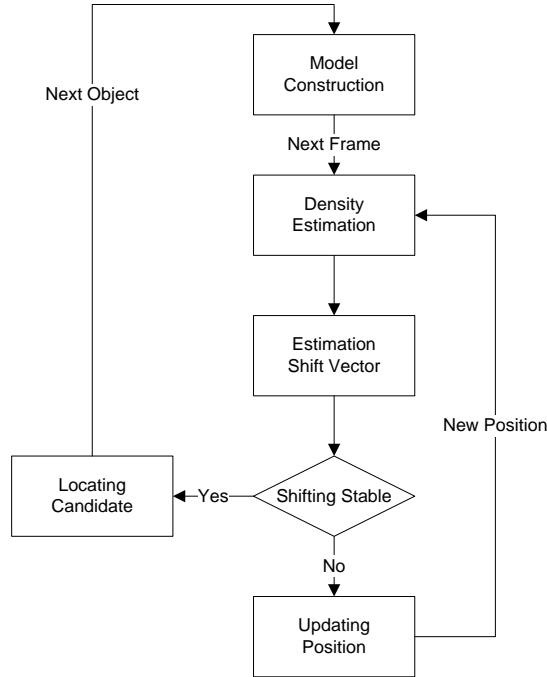 Model
Construction
Next Object
Next Frame
Density
Estimation
Estimation
Shift Vector
New Position
Locating
Candidate
Yes
Shifting Stable
No
Updating
Position